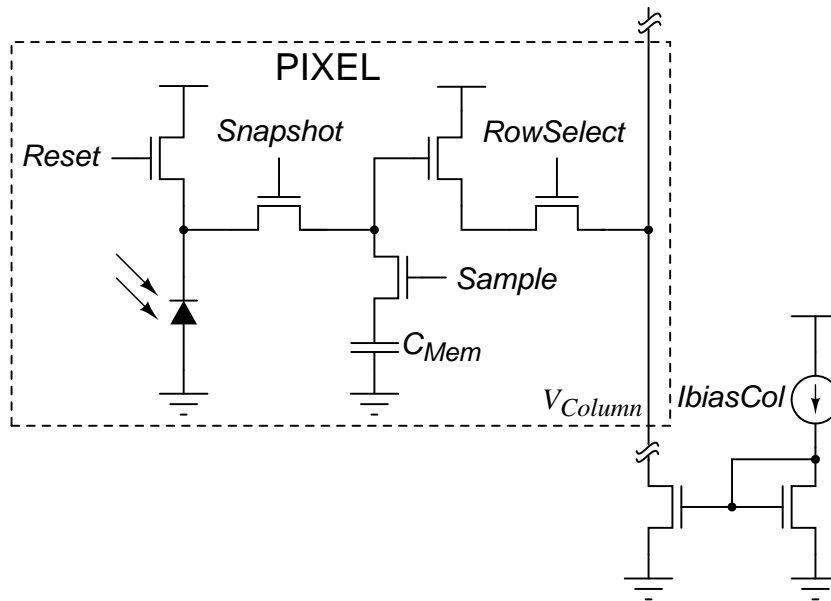 PIXEL
Snapshot
RowSelect
Reset
Sample
CMem
VColumn
IbiasCol